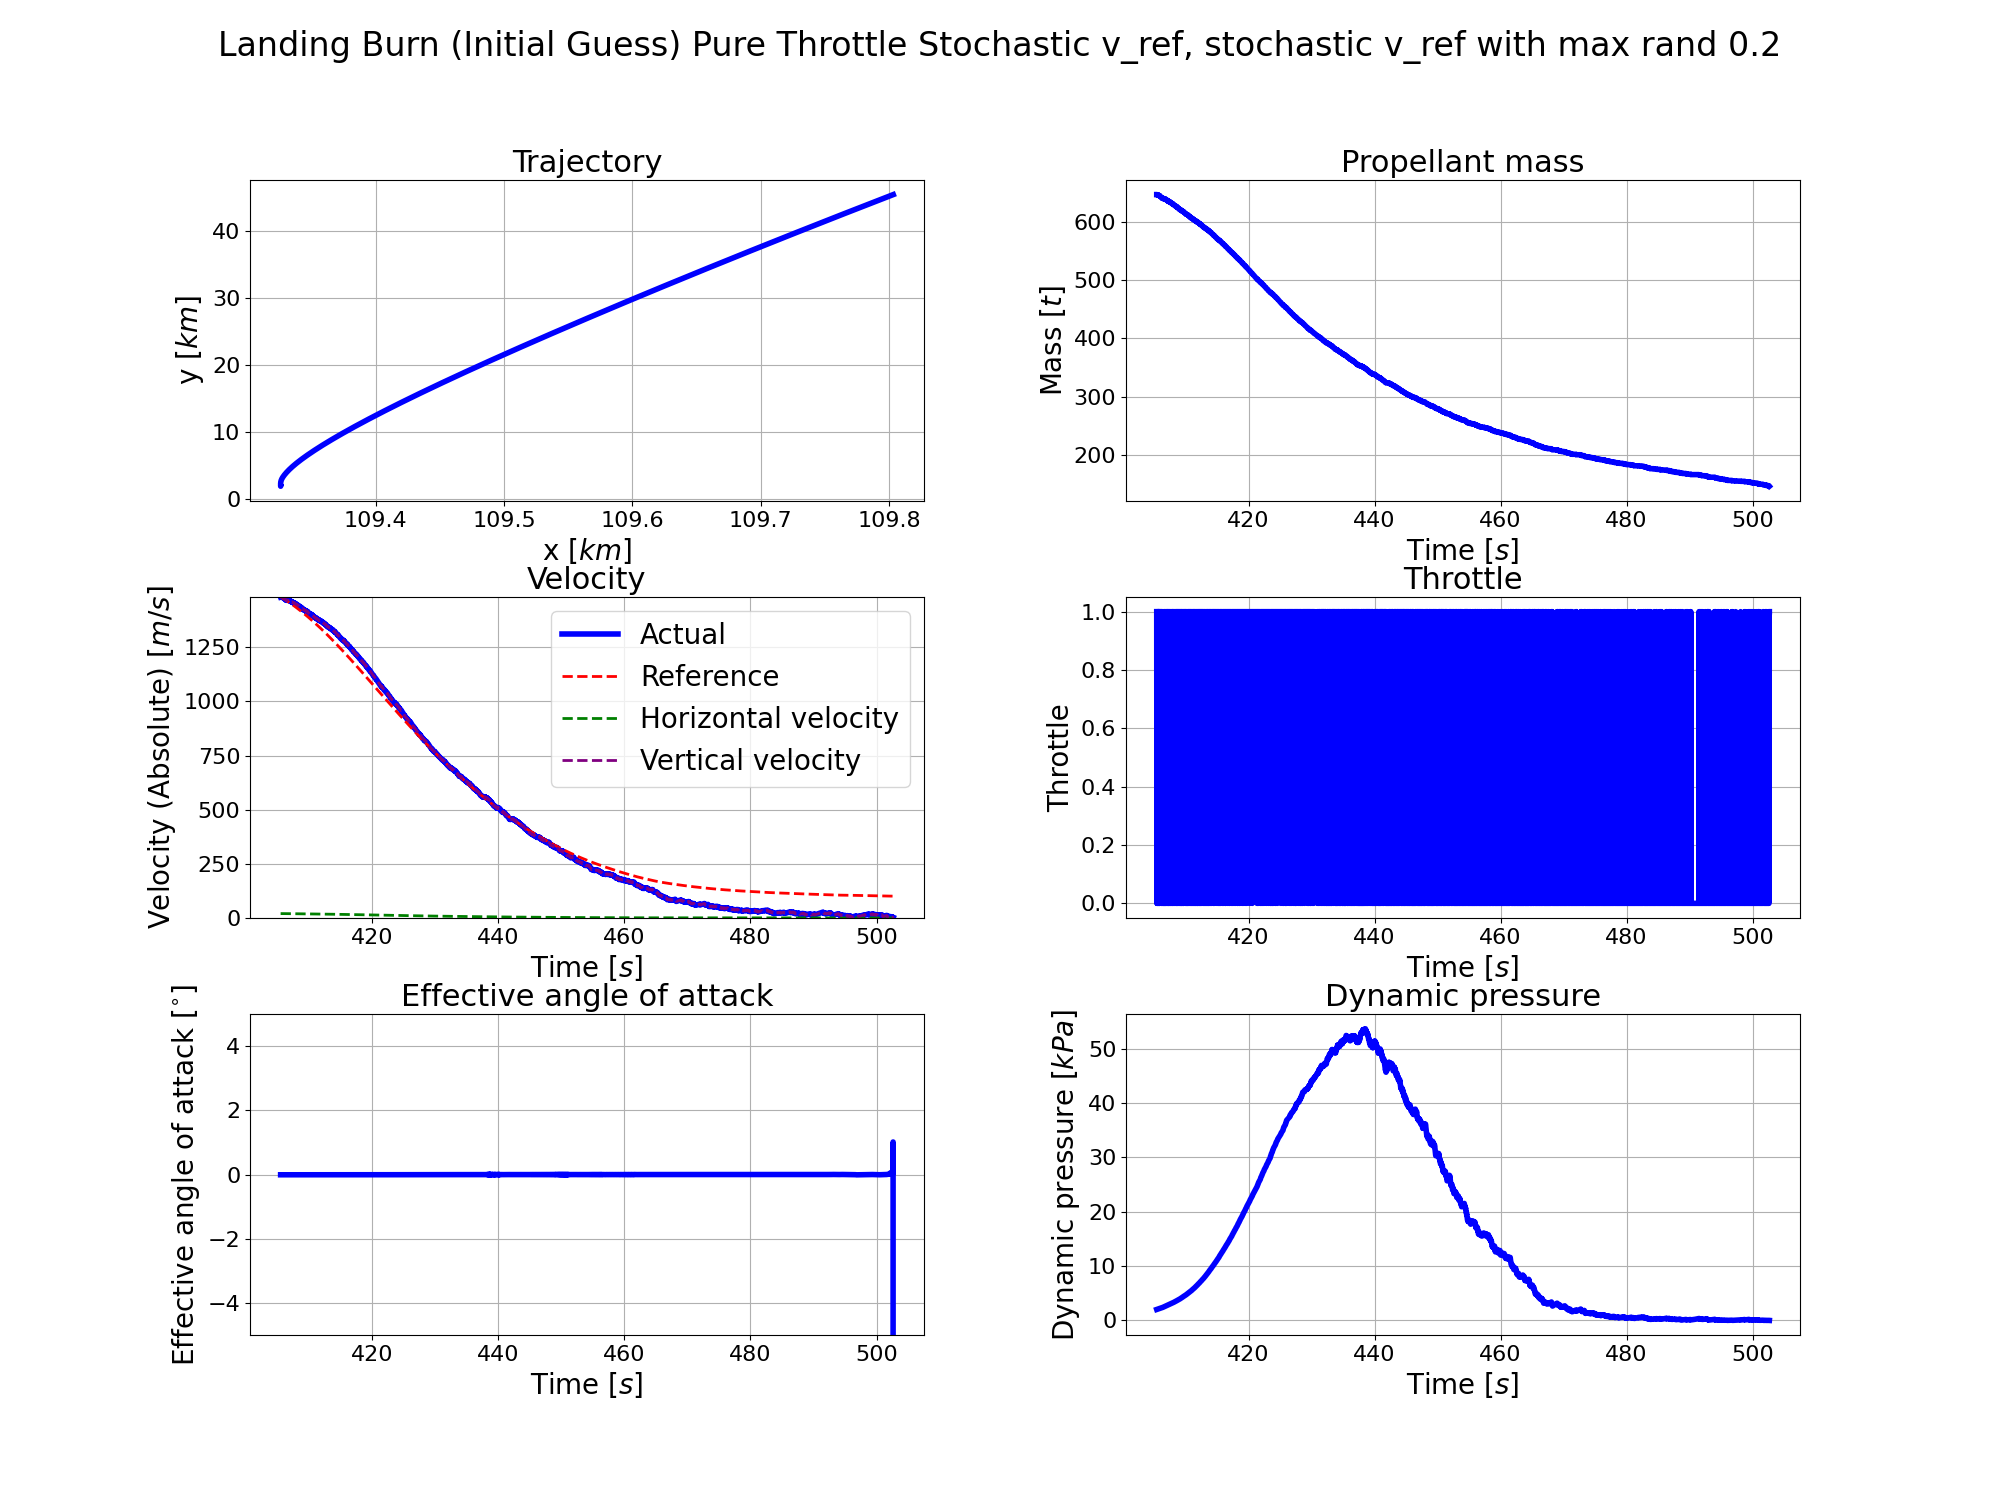 Landing Burn (Initial Guess) Pure Throttle Stochastic v_ref, stochastic v_ref with max rand 0.2
Trajectory
y [km]
40
30
20
10
0
109.4 109.5 109.6 109.7 109.8
x [km]
Propellant mass
Mass [t]
600
500
400
300
200
420 440 460 480 500
Time [s]
Velocity
Velocity (Absolute) [m/s]
1250
1000
750
500
250
0
Actual
Reference
Horizontal velocity
Vertical velocity
420 440 460 480 500
Time [s]
Throttle
Throttle
1.0
0.8
0.6
0.4
0.2
0.0
420 440 460 480 500
Time [s]
Effective angle of attack
Effective angle of attack [°]
4
2
0
−2
−4
420 440 460 480 500
Time [s]
Dynamic pressure
Dynamic pressure [kPa]
50
40
30
20
10
0
420 440 460 480 500
Time [s]